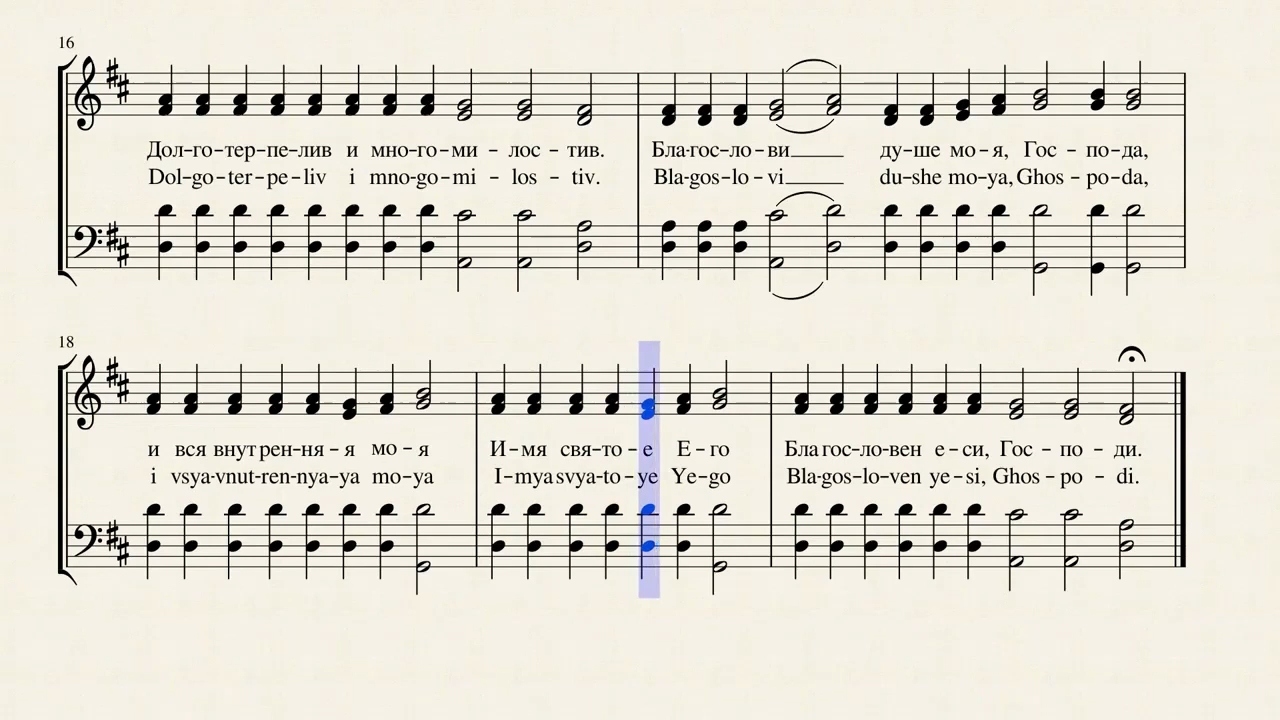 16
Дол-го-тер-пе-лив и мно-го-ми - лос - тив. Бла-гос-ло-ви___ ду-ше мо-я, Гос - по-да,
Dol-go-ter-pe-liv i mno-go-mi - los - tiv. Bla-gos-lo-vi___ du-she mo-ya, Ghos - po-da,
18
и вся внут-рен-ня-я мо-я И-мя свя-то-е Е-го Бла гос-ло-вен е-си, Гос - по - ди.
i vsya-vnut-ren-nya-ya mo-ya I-mya svya-to-ye Ye-go Bla-gos-lo-ven ye-si, Ghos - po - di.